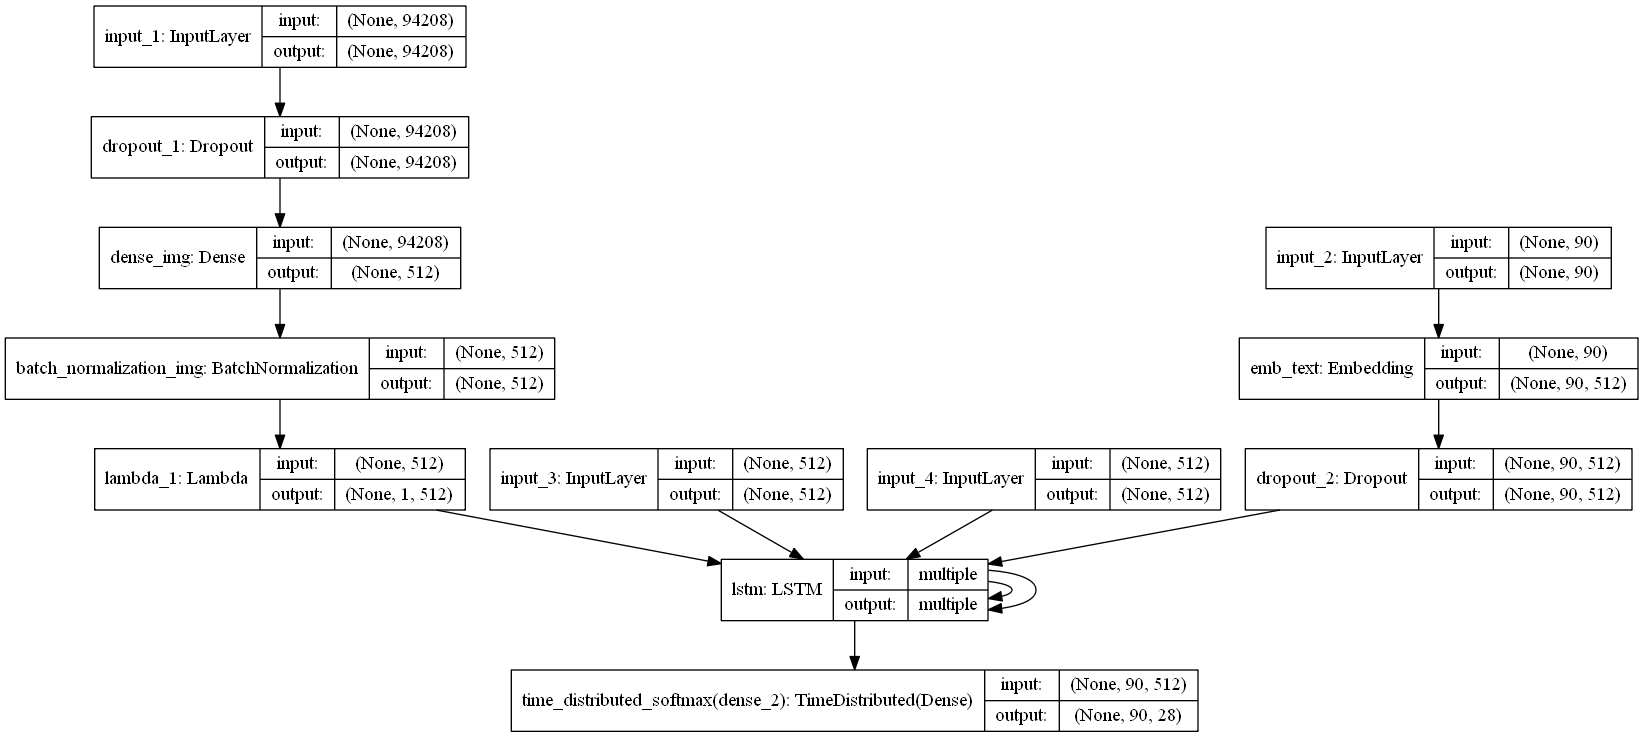 input_1: InputLayer
input: (None, 94208)
output: (None, 94208)
dropout_1: Dropout
input: (None, 94208)
output: (None, 94208)
dense_img: Dense
input: (None, 94208)
output: (None, 512)
input_2: InputLayer
input: (None, 90)
output: (None, 90)
batch_normalization_img: BatchNormalization
input: (None, 512)
output: (None, 512)
emb_text: Embedding
input: (None, 90)
output: (None, 90, 512)
lambda_1: Lambda
input: (None, 512)
output: (None, 1, 512)
input_3: InputLayer
input: (None, 512)
output: (None, 512)
input_4: InputLayer
input: (None, 512)
output: (None, 512)
dropout_2: Dropout
input: (None, 90, 512)
output: (None, 90, 512)
lstm: LSTM
input: multiple
output: multiple
time_distributed_softmax(dense_2): TimeDistributed(Dense)
input: (None, 90, 512)
output: (None, 90, 28)